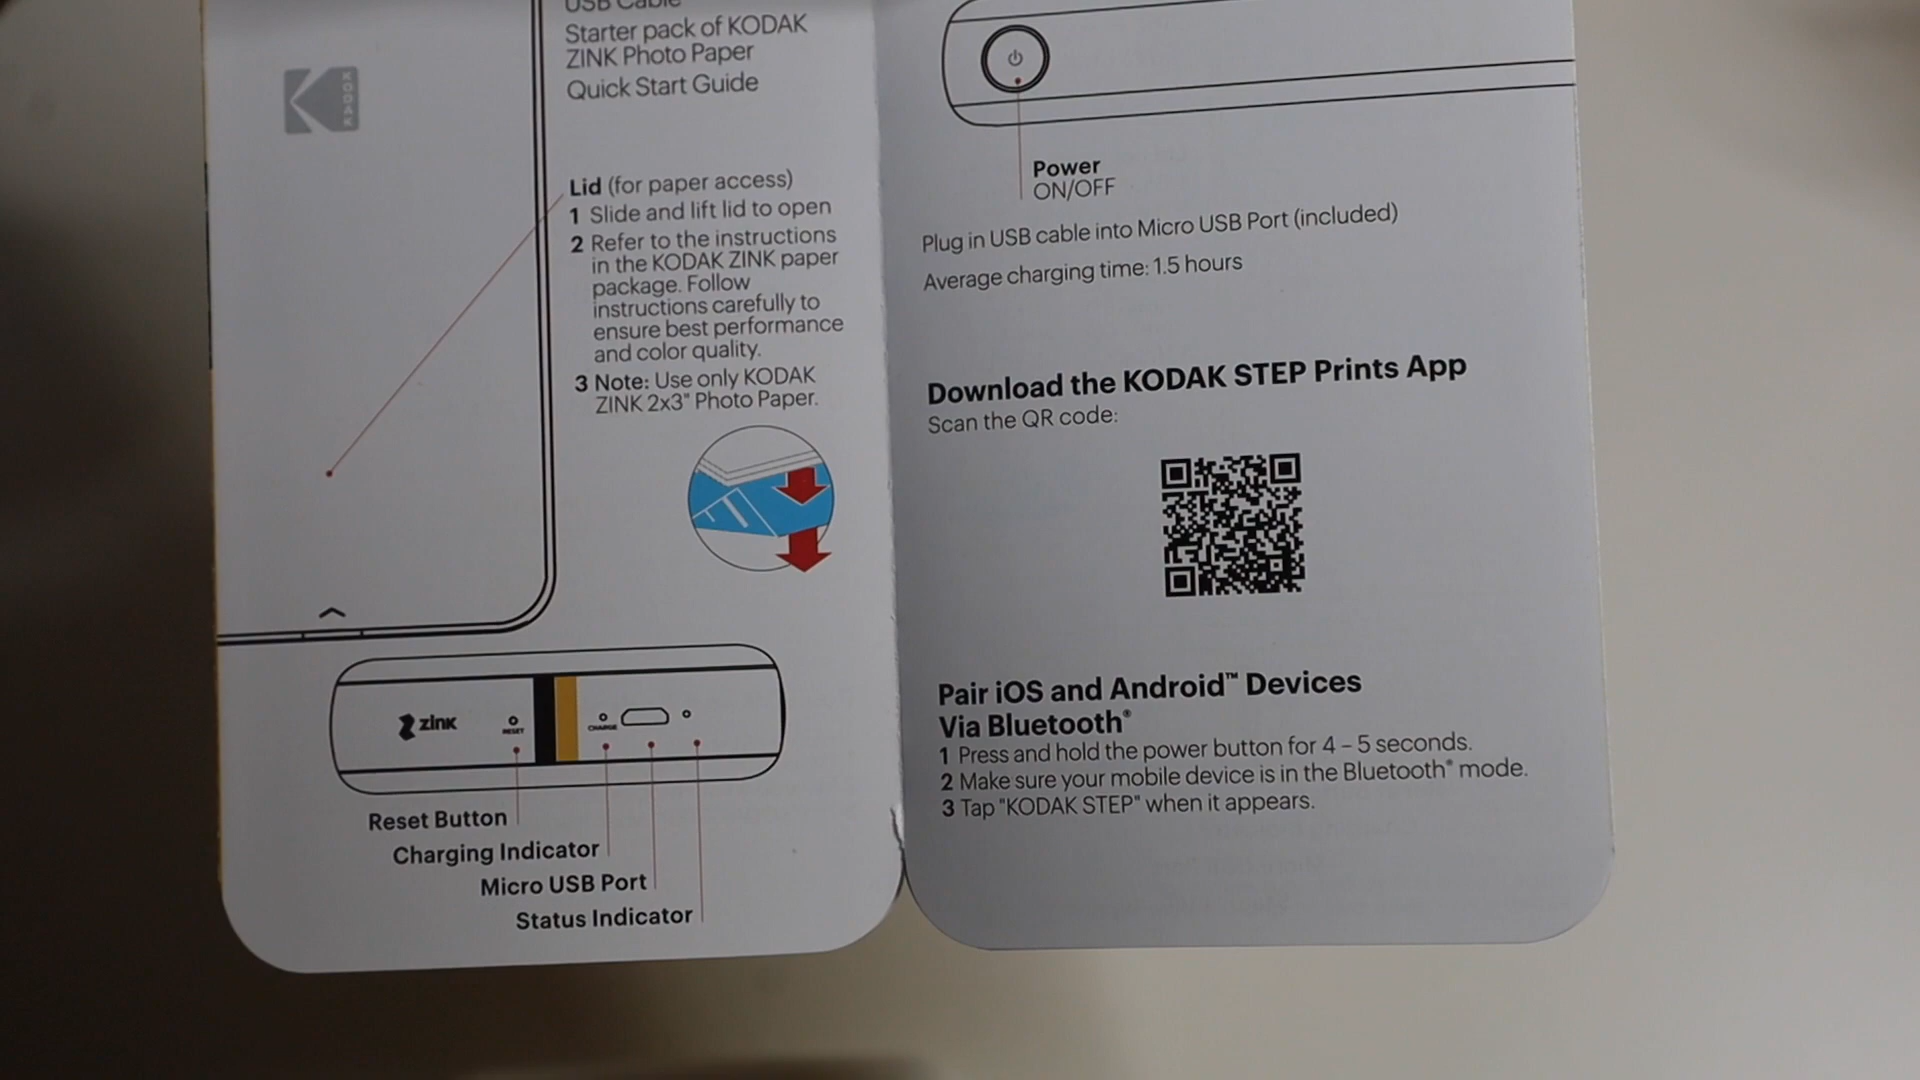 USB Cable
Starter pack of KODAK
ZINK Photo Paper
Quick Start Guide
KODAK
Lid (for paper access)
1 Slide and lift lid to open
2 Refer to the instructions
in the KODAK ZINK paper
package. Follow
instructions carefully to
ensure best performance
and color quality.
3 Note: Use only KODAK
ZINK 2x3" Photo Paper.
zink
RESET
CHARGE
Reset Button
Charging Indicator
Micro USB Port
Status Indicator
Power
ON/OFF
Plug in USB cable into Micro USB Port (included)
Average charging time: 1.5 hours
Download the KODAK STEP Prints App
Scan the QR code:
Pair iOS and Android™ Devices
Via Bluetooth®
1 Press and hold the power button for 4 – 5 seconds.
2 Make sure your mobile device is in the Bluetooth® mode.
3 Tap "KODAK STEP" when it appears.